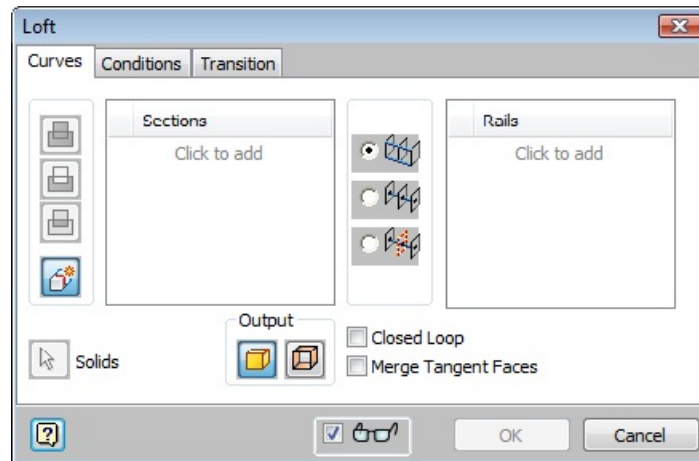 Loft
Curves Conditions Transition
Sections
Click to add
Rails
Click to add
Output
Solids
Closed Loop
Merge Tangent Faces
?
OK
Cancel